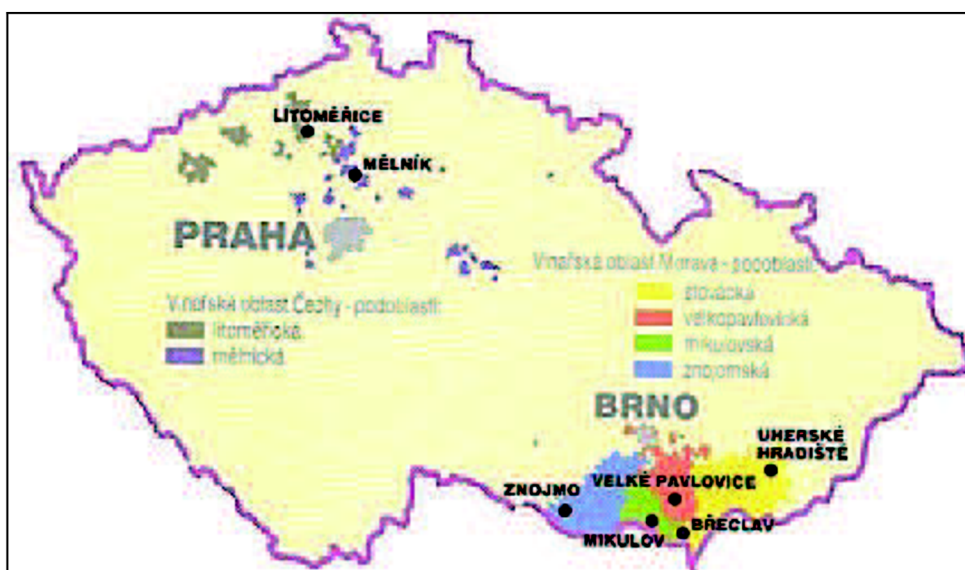 LITOMĚŘICE
MĚLNÍK
PRAHA
Vinařská oblast Morava - podoblasti:
slovácká
velkopavlovická
mikulovská
znojomská
Vinařská oblast Čechy - podoblasti:
litoměřická
mělnická
BRNO
UHERSKÉ
HRADIŠTĚ
VELKÉ PAVLOVICE
ZNOJMO
BŘECLAV
MIKULOV